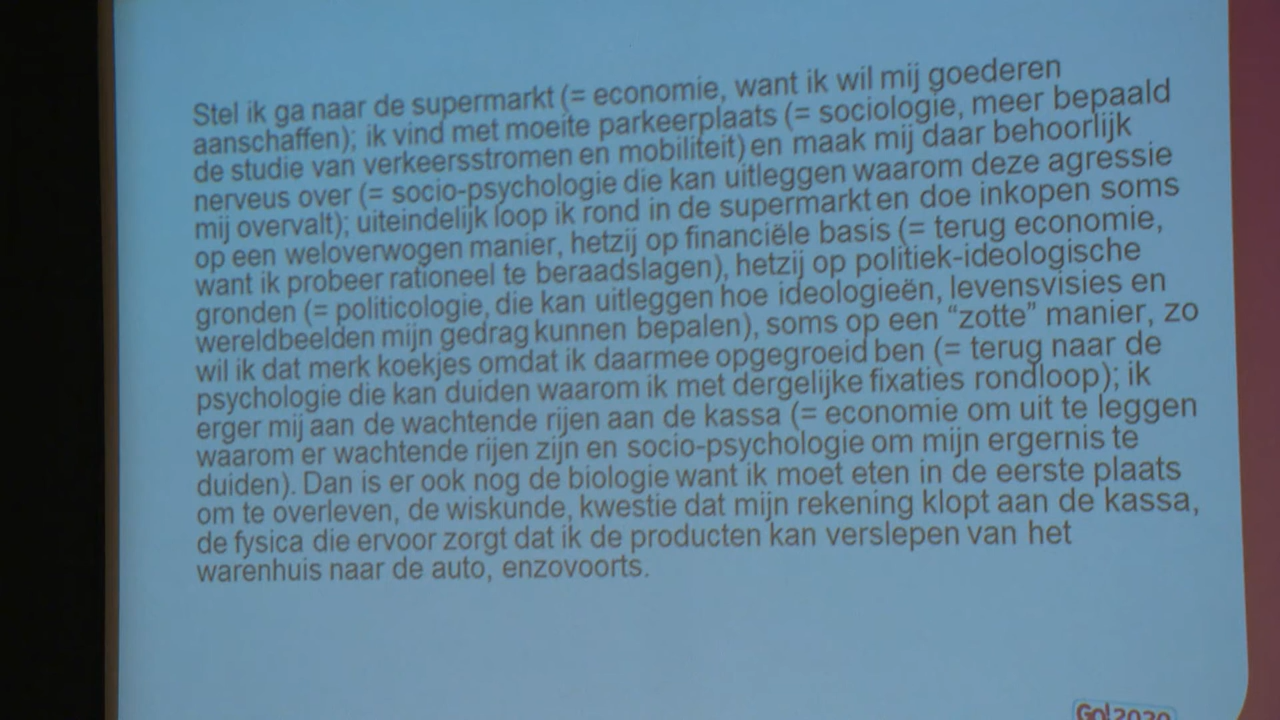 Stel ik ga naar de supermarkt (= economie, want ik wil mij goederen
aanschaffen); ik vind met moeite parkeerplaats (= sociologie, meer bepaald
de studie van verkeersstromen en mobiliteit) en maak mij daar behoorlijk
nerveus over (= socio-psychologie die kan uitleggen waarom deze agressie
mij overvalt); uiteindelijk loop ik rond in de supermarkt en doe inkopen soms
op een weloverwogen manier, hetzij op financiële basis (= terug economie,
want ik probeer rationeel te beraadslagen), hetzij op politiek-ideologische
gronden (= politicologie, die kan uitleggen hoe ideologieën, levensvisies en
wereldbeelden mijn gedrag kunnen bepalen), soms op een “zotte” manier, zo
wil ik dat merk koekjes omdat ik daarmee opgegroeid ben (= terug naar de
psychologie die kan duiden waarom ik met dergelijke fixaties rondloop); ik
erger mij aan de wachtende rijen aan de kassa (= economie om uit te leggen
waarom er wachtende rijen zijn en socio-psychologie om mijn ergernis te
duiden). Dan is er ook nog de biologie want ik moet eten in de eerste plaats
om te overleven, de wiskunde, kwestie dat mijn rekening klopt aan de kassa,
de fysica die ervoor zorgt dat ik de producten kan verslepen van het
warenhuis naar de auto, enzovoorts.
Go! 2020